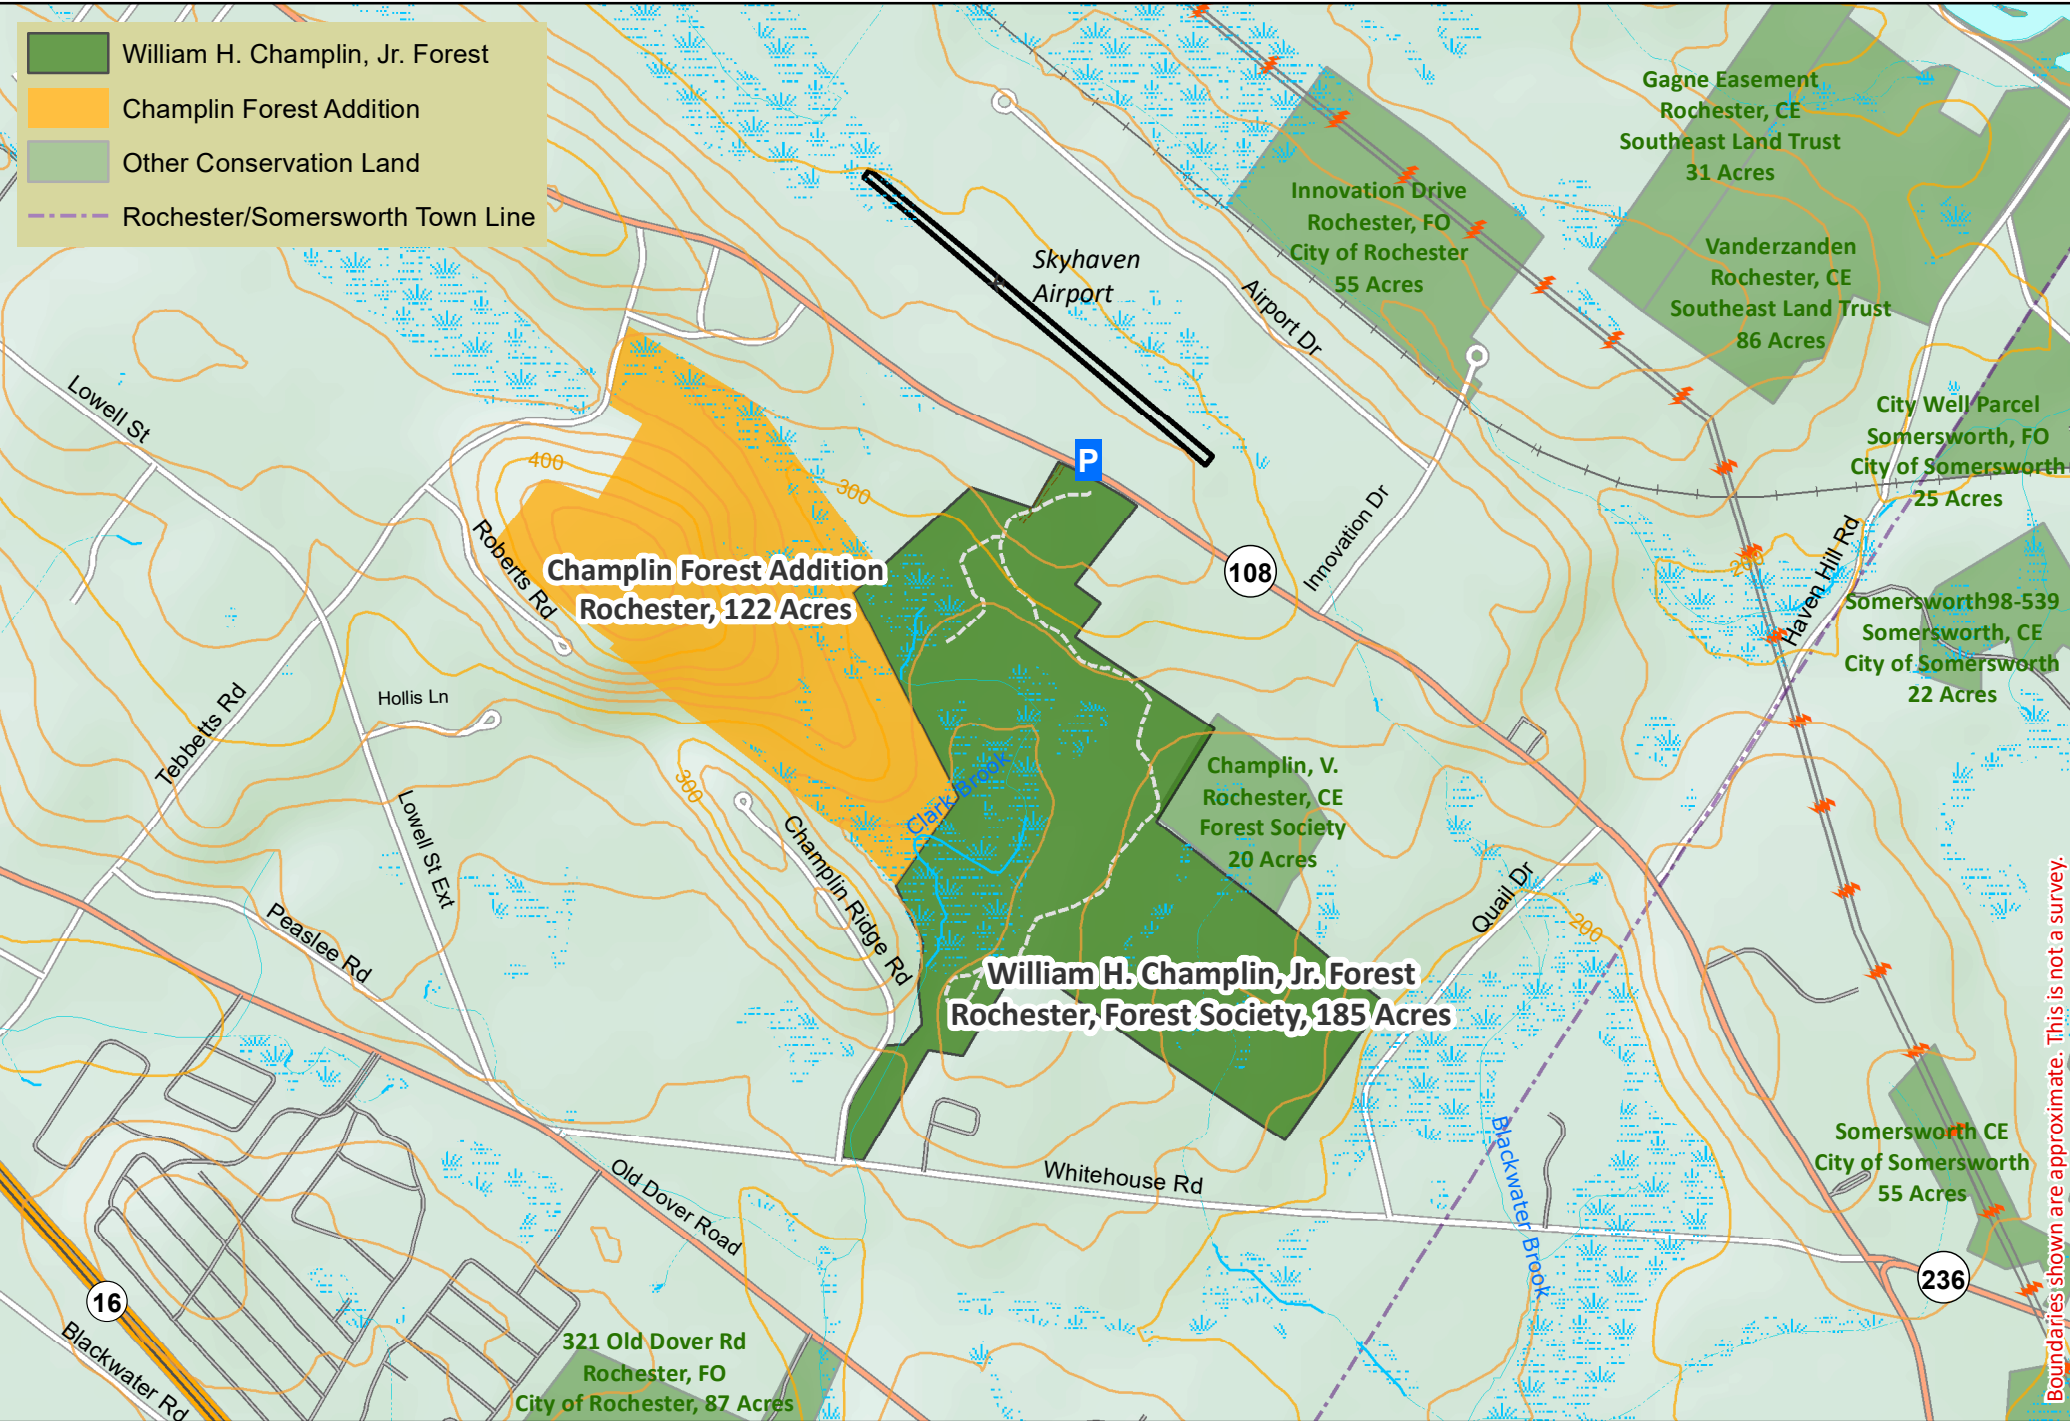 William H. Champlin, Jr. Forest
Champlin Forest Addition
Other Conservation Land
Rochester/Somersworth Town Line
Gagne Easement
Rochester, CE
Southeast Land Trust
31 Acres
Innovation Drive
Rochester, FO
City of Rochester
55 Acres
Vanderzanden
Rochester, CE
Southeast Land Trust
86 Acres
Skyhaven
Airport
Airport Dr
Lowell St
City Well Parcel
Somersworth, FO
City of Somersworth
25 Acres
P
400
300
Roberts Rd
Champlin Forest Addition
Rochester, 122 Acres
108
Innovation Dr
200
Haven Hill Rd
Somersworth98-539
Somersworth, CE
City of Somersworth
22 Acres
Hollis Ln
Tebbetts Rd
300
Clark Brook
Champlin, V.
Rochester, CE
Forest Society
20 Acres
Lowell St Ext
Champlin Ridge Rd
Quail Dr
200
Peaslee Rd
William H. Champlin, Jr. Forest
Rochester, Forest Society, 185 Acres
Blackwater Brook
Somersworth CE
City of Somersworth
55 Acres
Whitehouse Rd
Old Dover Road
16
236
Blackwater Rd
321 Old Dover Rd
Rochester, FO
City of Rochester, 87 Acres
Boundaries shown are approximate. This is not a survey.